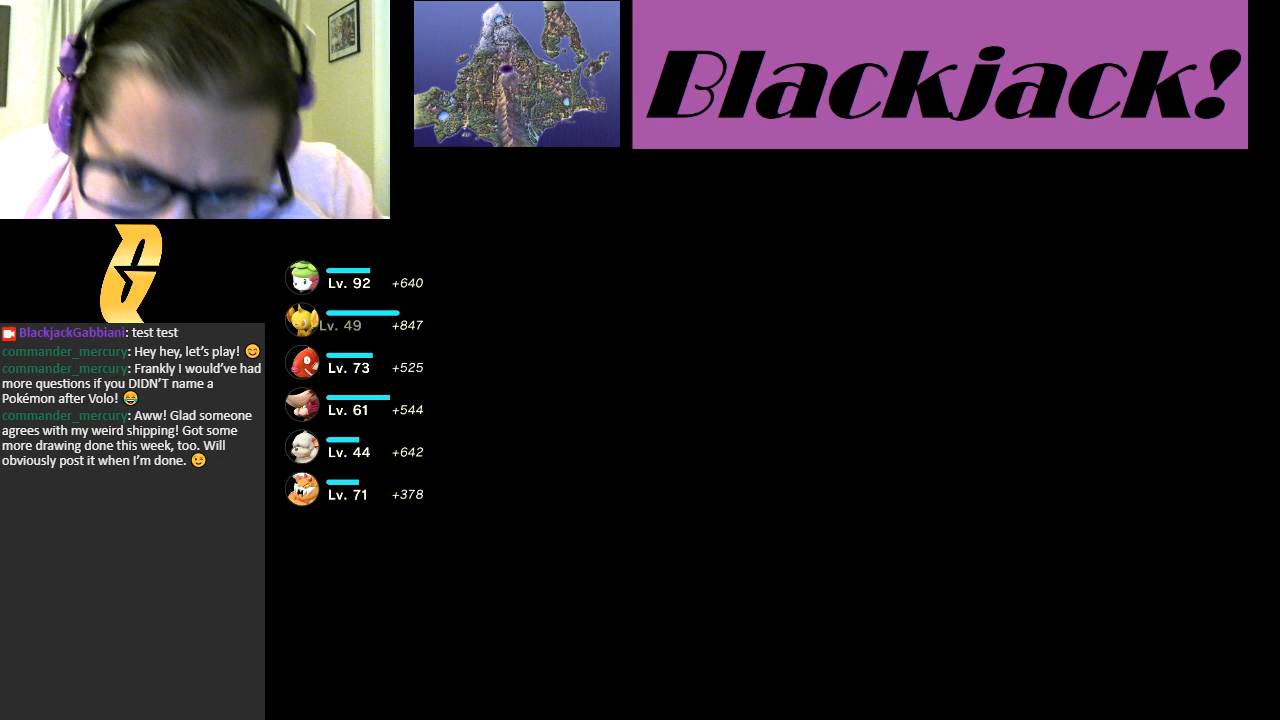 Blackjack!
BlackjackGabbiani: test test
commander_mercury: Hey hey, let's play! 😊
commander_mercury: Frankly I would've had
more questions if you DIDN'T name a
Pokémon after Volo! 😂
commander_mercury: Aww! Glad someone
agrees with my weird shipping! Got some
more drawing done this week, too. Will
obviously post it when I'm done. 😉
Lv. 92 +640
Lv. 49 +847
Lv. 73 +525
Lv. 61 +544
Lv. 44 +642
Lv. 71 +378